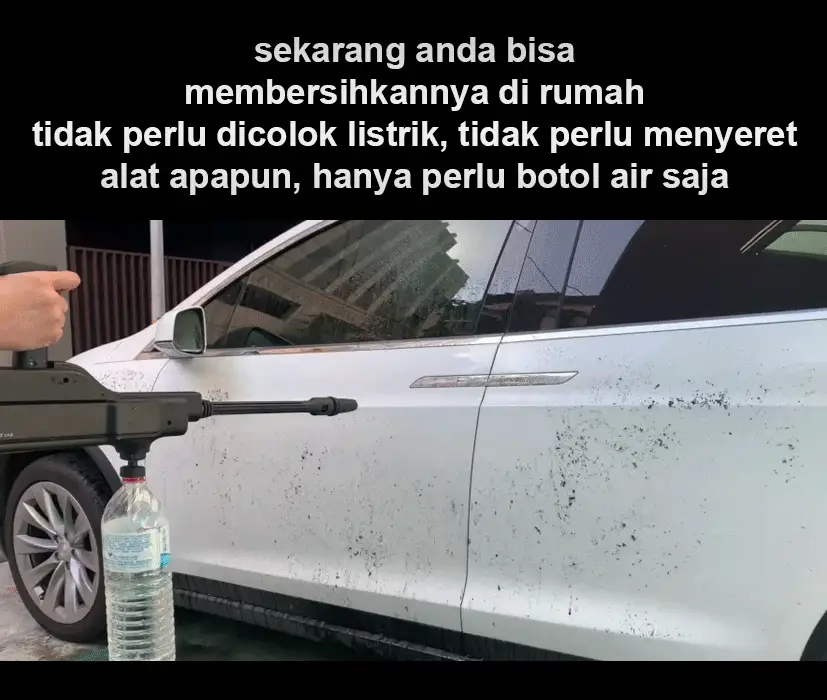 sekarang anda bisa
membersihkannya di rumah
tidak perlu dicolok listrik, tidak perlu menyeret
alat apapun, hanya perlu botol air saja